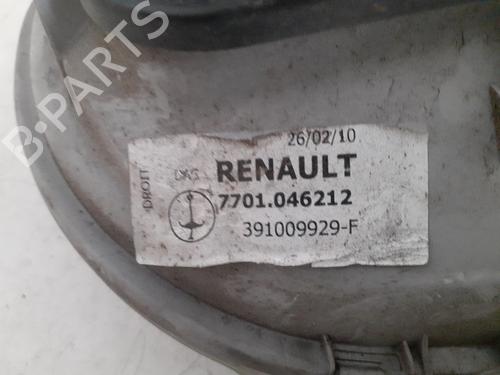 B-PARTS
26/02/10
DROIT
RENAULT
7701.046212
391009929-F